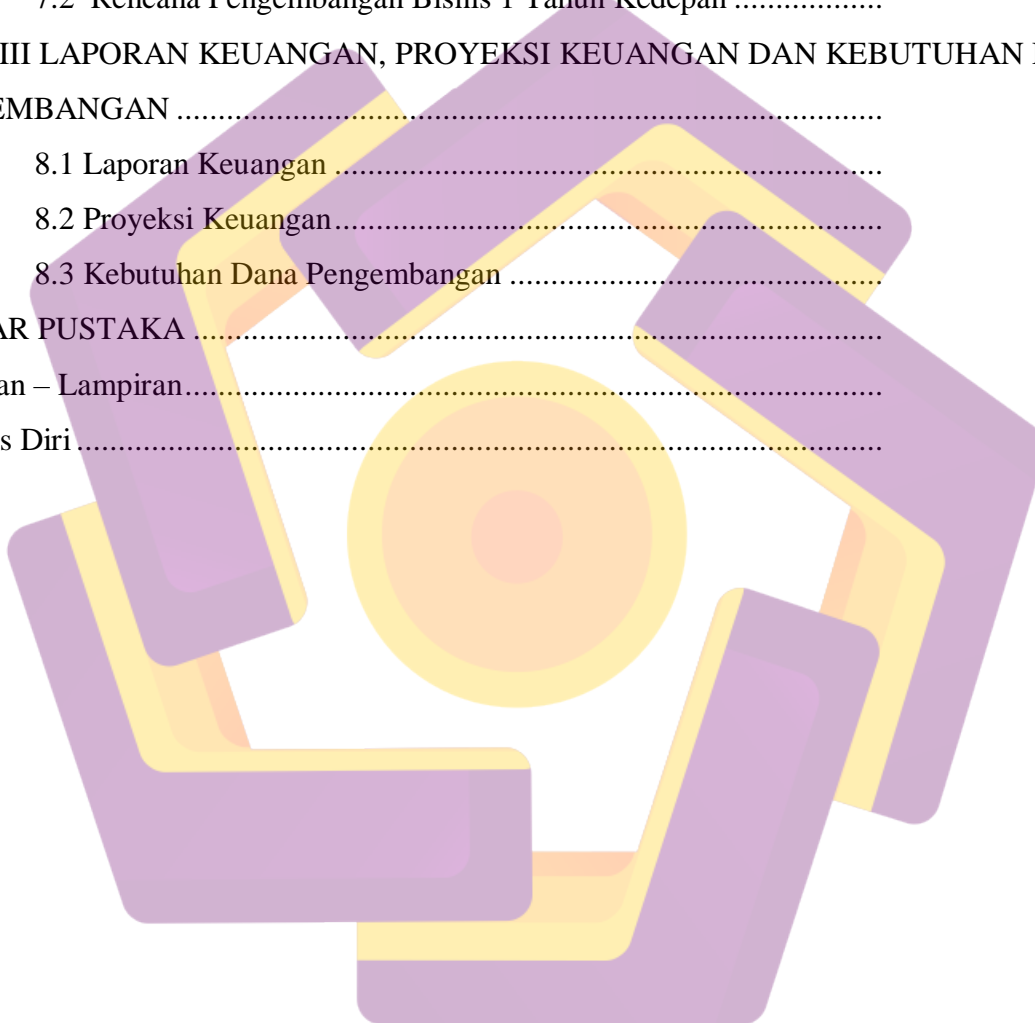 7.2 Rencana Pengembangan Bisnis 1 Tahun Kedepan ..................
III LAPORAN KEUANGAN, PROYEKSI KEUANGAN DAN KEBUTUHAN
EMBANGAN ......................................................................................
8.1 Laporan Keuangan ...................................................................
8.2 Proyeksi Keuangan...................................................................
8.3 Kebutuhan Dana Pengembangan ..............................................
AR PUSTAKA ....................................................................................
an – Lampiran.....................................................................................
s Diri ..................................................................................................